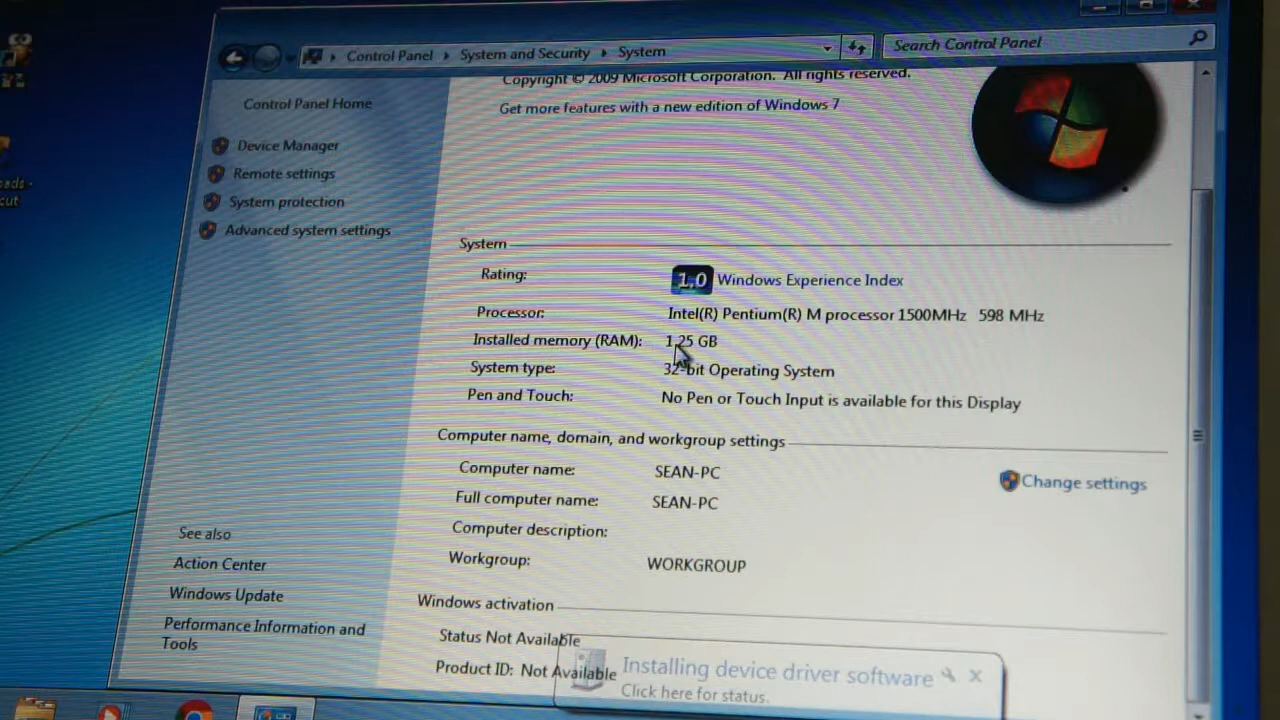 Control Panel System and Security System
Search Control Panel
Copyright © 2009 Microsoft Corporation. All rights reserved.
Control Panel Home
Get more features with a new edition of Windows 7
Device Manager
Remote settings
System protection
Advanced system settings
System
Rating: 1.0 Windows Experience Index
Processor: Intel(R) Pentium(R) M processor 1500MHz 598 MHz
Installed memory (RAM): 1.25 GB
System type: 32-bit Operating System
Pen and Touch: No Pen or Touch Input is available for this Display
Computer name, domain, and workgroup settings
Computer name: SEAN-PC
Change settings
Full computer name: SEAN-PC
Computer description:
Workgroup: WORKGROUP
See also
Action Center
Windows Update
Performance Information and
Tools
Windows activation
Status Not Available
Product ID: Not Available
Installing device driver software
Click here for status.